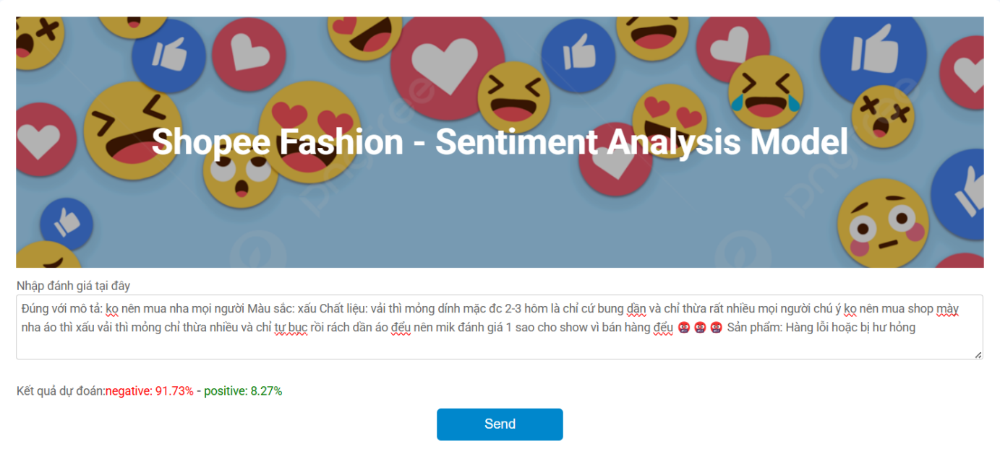 Shopee Fashion - Sentiment Analysis Model
pngtree
pngtree
Nhập đánh giá tại đây
Đúng với mô tả: kọ nên mua nha mọi người Màu sắc: xấu Chất liệu: vải thì mỏng dính mặc đc 2-3 hôm là chỉ cứ bung dần và chỉ thừa rất nhiều mọi người chú ý kọ nên mua shop mày
nha áo thì xấu vải thì mỏng chỉ thừa nhiều và chỉ tự bục rồi rách dần áo đểu nên mik đánh giá 1 sao cho show vì bán hàng đểu 👹 👹 👹 Sản phẩm: Hàng lỗi hoặc bị hư hỏng
Kết quả dự đoán:negative: 91.73% - positive: 8.27%
Send